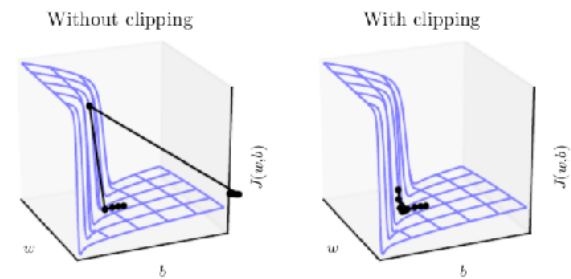 Without clipping
With clipping
J(w,b)
J(w,b)
w
b
w
b